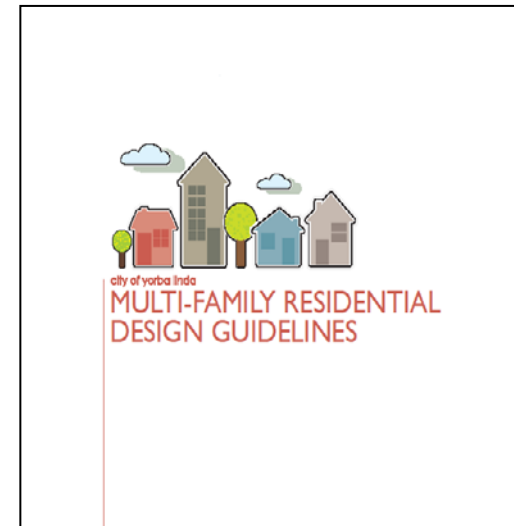 city of yorba linda
MULTI-FAMILY RESIDENTIAL
DESIGN GUIDELINES